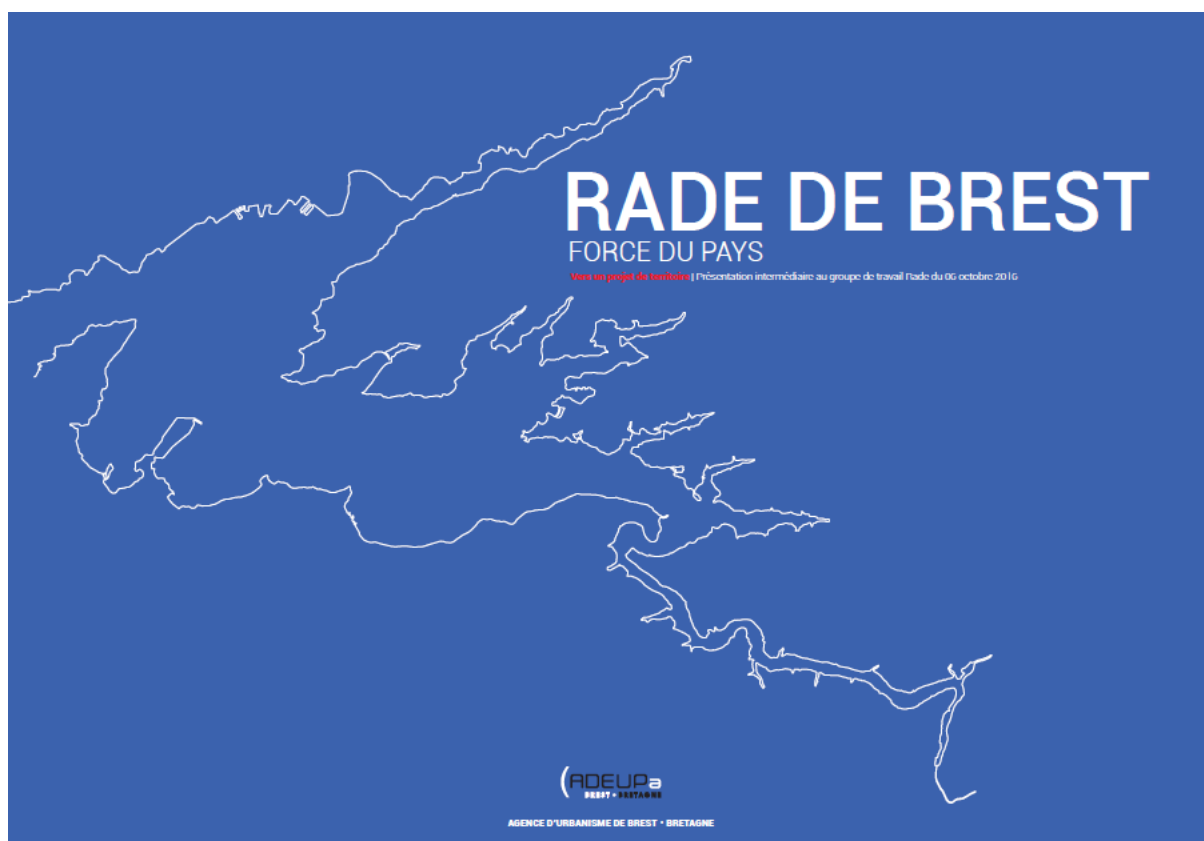 RADE DE BREST
FORCE DU PAYS
Vers un projet de territoire | Présentation intermédiaire au groupe de travail Rade du 06 octobre 2016
ADEUPa
BREST • BRETAGNE
AGENCE D'URBANISME DE BREST • BRETAGNE